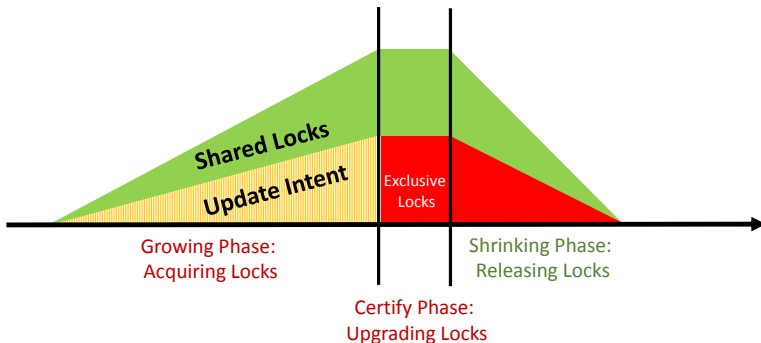 Shared Locks
Update Intent
Exclusive
Locks
Growing Phase:
Acquiring Locks
Shrinking Phase:
Releasing Locks
Certify Phase:
Upgrading Locks